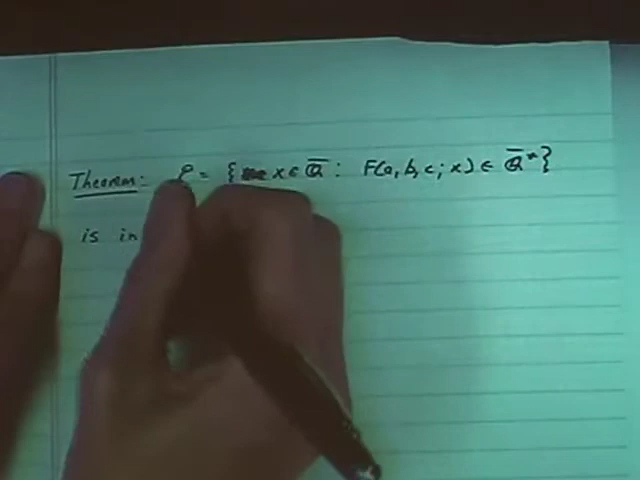 Theorem: ℰ = { x ∈ ℚ̄ : F(a, b, c; x) ∈ ℚ̄* }
is in